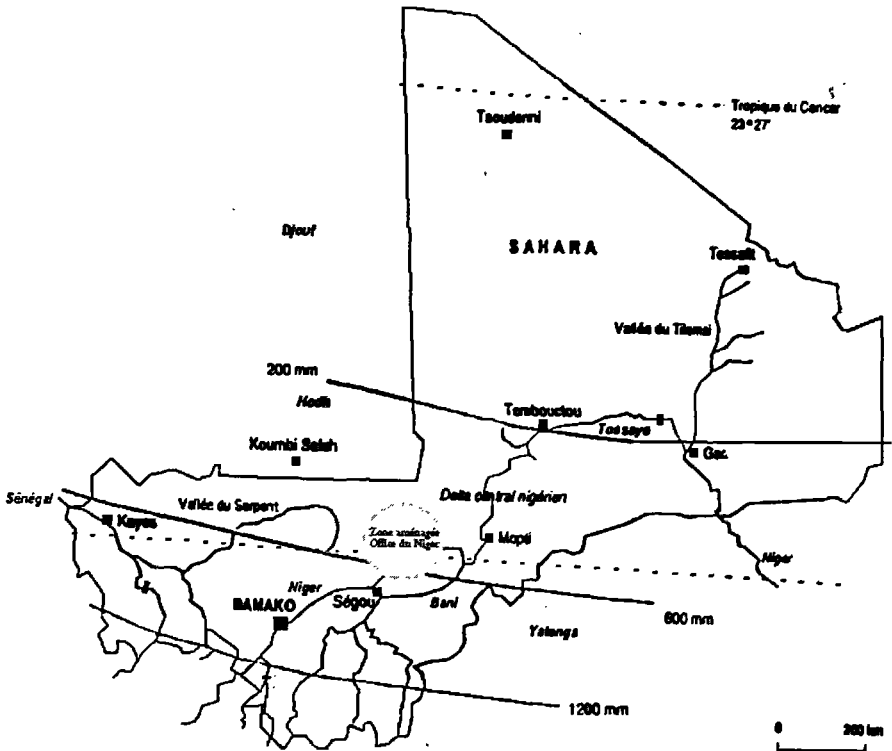 Tropique du Cancer
23°27'
Taoudenni
Djouf
SAHARA
Tessalit
Vallée du Tilemsi
200 mm
Hodh
Tombouctou
Tossaye
Koumbi Saleh
Gao
Sénégal
Vallée du Serpent
Delta central nigérien
Kayes
Zone aménagée
Office du Niger
Mopti
Niger
Niger
BAMAKO
Ségou
Bani
600 mm
Yatenga
1200 mm
0 200 km